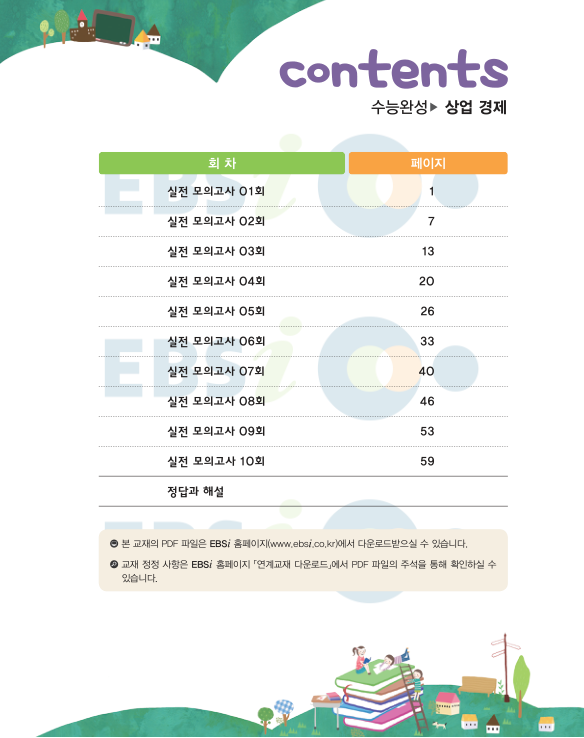 contents
수능완성▶ 상업 경제
회 차 페이지
실전 모의고사 01회 1
실전 모의고사 02회 7
실전 모의고사 03회 13
실전 모의고사 04회 20
실전 모의고사 05회 26
실전 모의고사 06회 33
실전 모의고사 07회 40
실전 모의고사 08회 46
실전 모의고사 09회 53
실전 모의고사 10회 59
정답과 해설
본 교재의 PDF 파일은 EBSi 홈페이지(www.ebsi.co.kr)에서 다운로드받으실 수 있습니다.
교재 정정 사항은 EBSi 홈페이지 「연계교재 다운로드」에서 PDF 파일의 주석을 통해 확인하실 수
있습니다.
EBSi
EBSi
EBSi